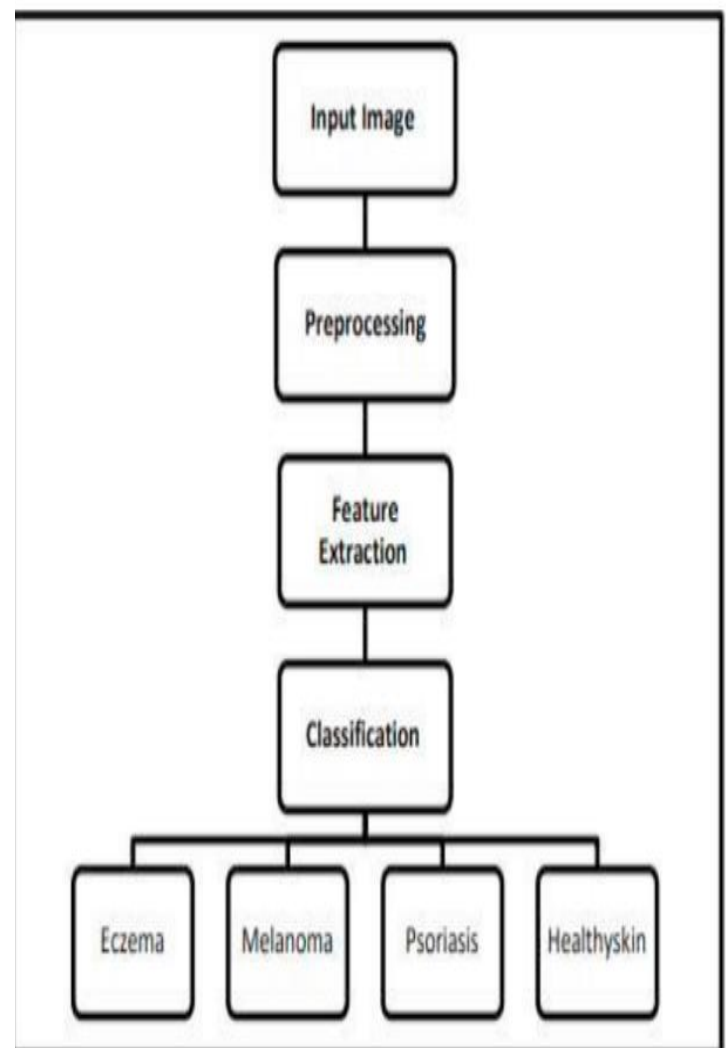 Input Image
Preprocessing
Feature
Extraction
Classification
Eczema
Melanoma
Psoriasis
Healthyskin